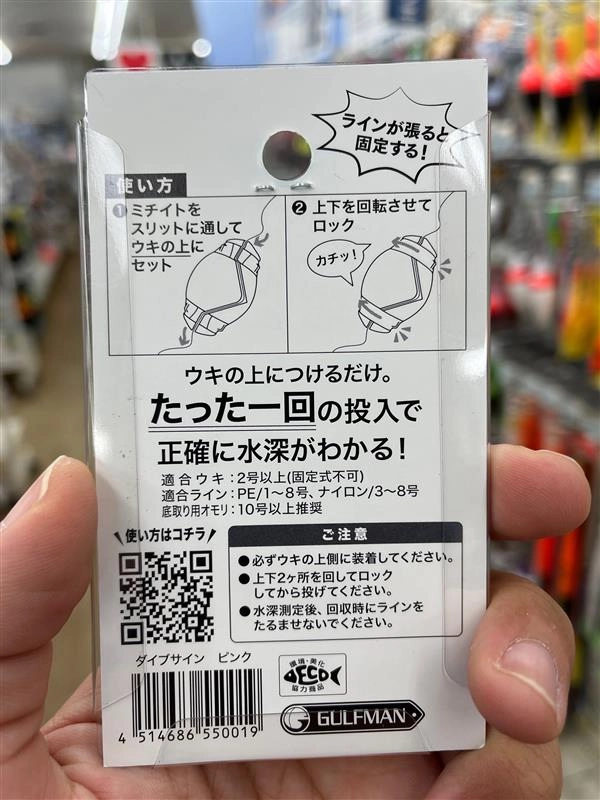 ラインが張ると
固定する!
使い方
❶ミチイトを
スリットに通して
ウキの上に
セット
❷上下を回転させて
ロック
カチッ!
ウキの上につけるだけ。
たった一回の投入で
正確に水深がわかる!
適合ウキ:2号以上(固定式不可)
適合ライン:PE/1〜8号、ナイロン/3〜8号
底取り用オモリ:10号以上推奨
使い方はコチラ
ご注意
●必ずウキの上側に装着してください。
●上下2ヶ所を回してロック
してから投げてください。
●水深測定後、回収時にラインを
たるませないでください。
ダイブサイン ピンク
環境・美化
ECO
協力商品
4 514686 550019
GULFMAN